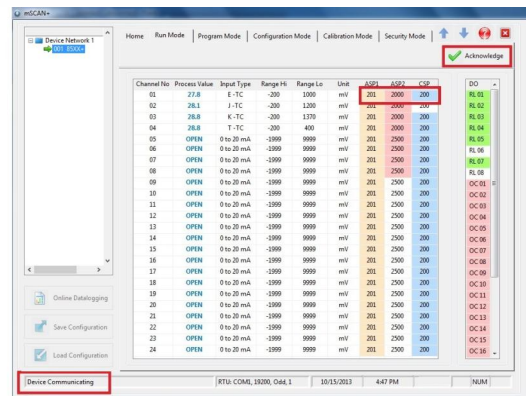 mSCAN+
Device Network 1
001 85XX+
Home Run Mode Program Mode Configuration Mode Calibration Mode Security Mode
Acknowledge
Channel No Process Value Input Type Range Hi Range Lo Unit ASP1 ASP2 CSP DO
01 27.8 E -TC -200 1000 mV 201 2000 200 RL 01
02 28.1 J -TC -200 1200 mV 201 2000 200 RL 02
03 28.8 K -TC -200 1370 mV 201 2000 200 RL 03
04 28.8 T -TC -200 400 mV 201 2000 200 RL 04
05 OPEN 0 to 20 mA -1999 9999 mV 201 2500 200 RL 05
06 OPEN 0 to 20 mA -1999 9999 mV 201 2500 200 RL 06
07 OPEN 0 to 20 mA -1999 9999 mV 201 2500 200 RL 07
08 OPEN 0 to 20 mA -1999 9999 mV 201 2500 200 RL 08
09 OPEN 0 to 20 mA -1999 9999 mV 201 2500 200 OC 01
10 OPEN 0 to 20 mA -1999 9999 mV 201 2500 200 OC 02
11 OPEN 0 to 20 mA -1999 9999 mV 201 2500 200 OC 03
12 OPEN 0 to 20 mA -1999 9999 mV 201 2500 200 OC 04
13 OPEN 0 to 20 mA -1999 9999 mV 201 2500 200 OC 05
14 OPEN 0 to 20 mA -1999 9999 mV 201 2500 200 OC 06
15 OPEN 0 to 20 mA -1999 9999 mV 201 2500 200 OC 07
16 OPEN 0 to 20 mA -1999 9999 mV 201 2500 200 OC 08
17 OPEN 0 to 20 mA -1999 9999 mV 201 2500 200 OC 09
18 OPEN 0 to 20 mA -1999 9999 mV 201 2500 200 OC 10
19 OPEN 0 to 20 mA -1999 9999 mV 201 2500 200 OC 11
20 OPEN 0 to 20 mA -1999 9999 mV 201 2500 200 OC 12
21 OPEN 0 to 20 mA -1999 9999 mV 201 2500 200 OC 13
22 OPEN 0 to 20 mA -1999 9999 mV 201 2500 200 OC 14
23 OPEN 0 to 20 mA -1999 9999 mV 201 2500 200 OC 15
24 OPEN 0 to 20 mA -1999 9999 mV 201 2500 200 OC 16
Online Datalogging
Save Configuration
Load Configuration
Device Communicating RTU: COM1, 19200, Odd, 1 10/15/2013 4:47 PM NUM